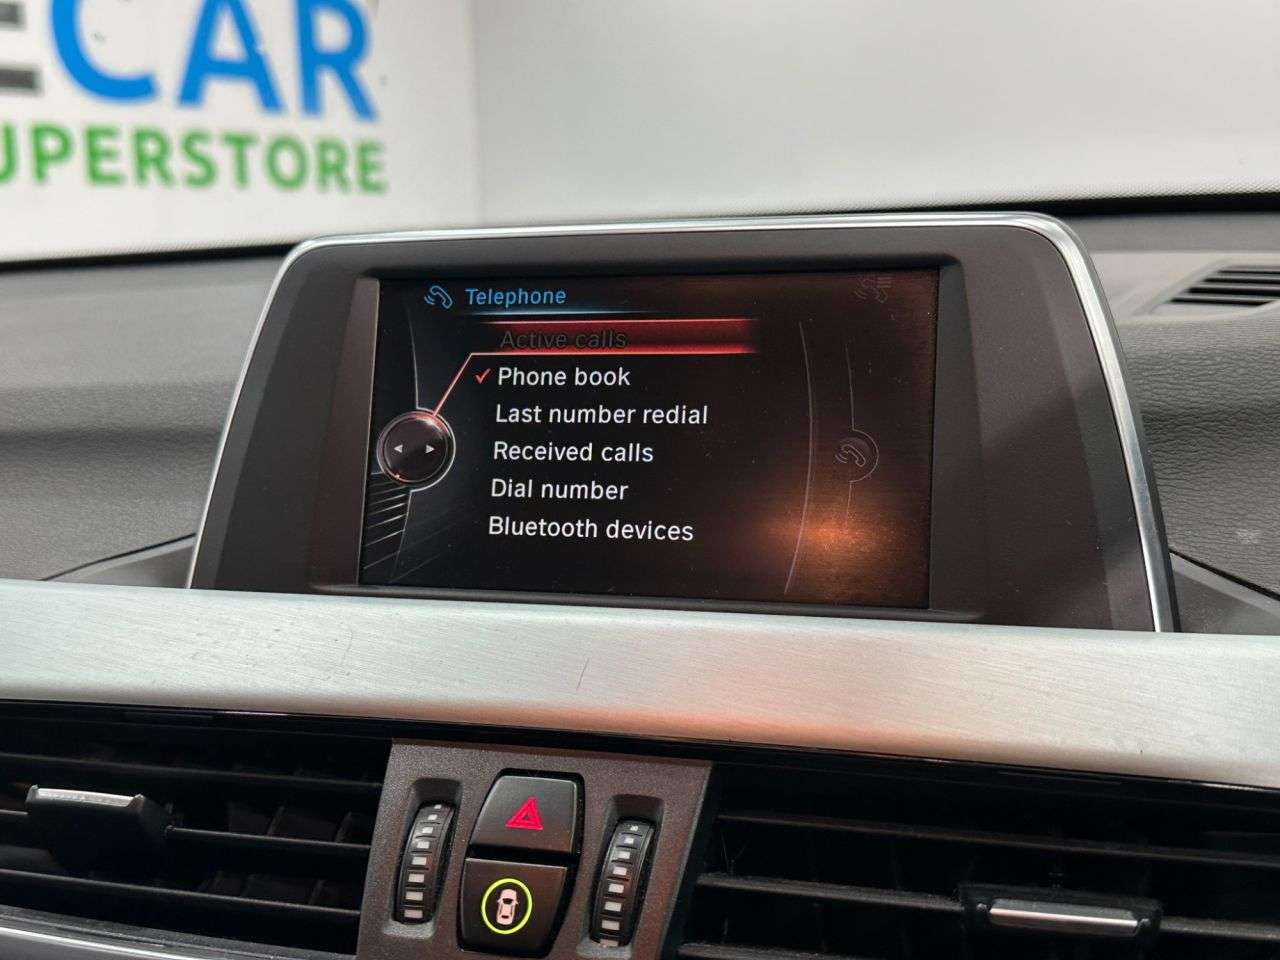 ECAR
UPERSTORE
Telephone
Active calls
Phone book
Last number redial
Received calls
Dial number
Bluetooth devices